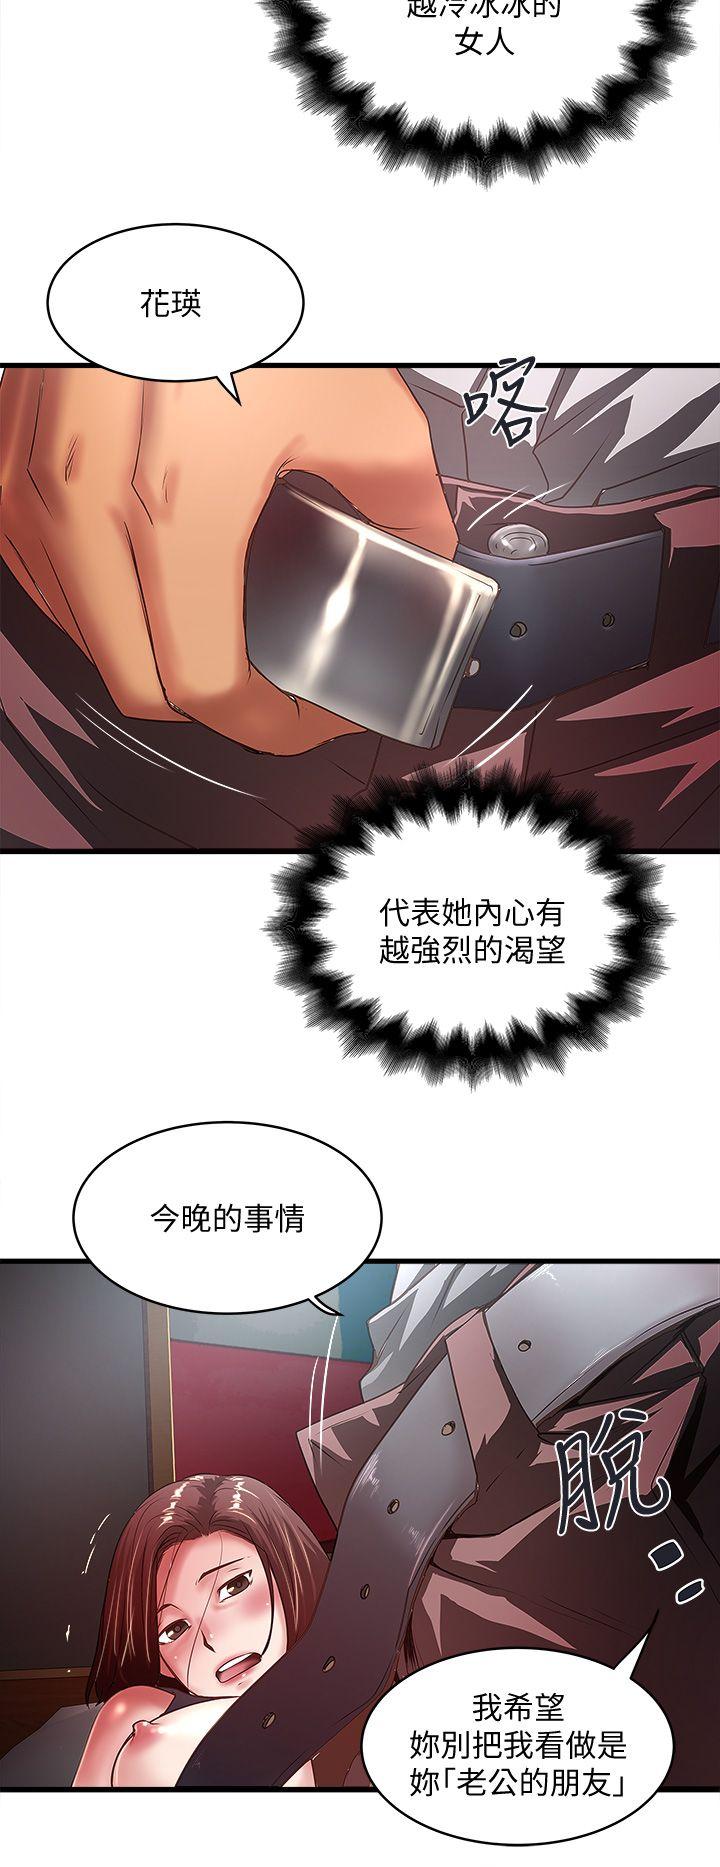 越冷冰冰的
女人
花瑛
喀
代表她內心有
越強烈的渴望
今晚的事情
脫
我希望
妳別把我看做是
妳「老公的朋友」